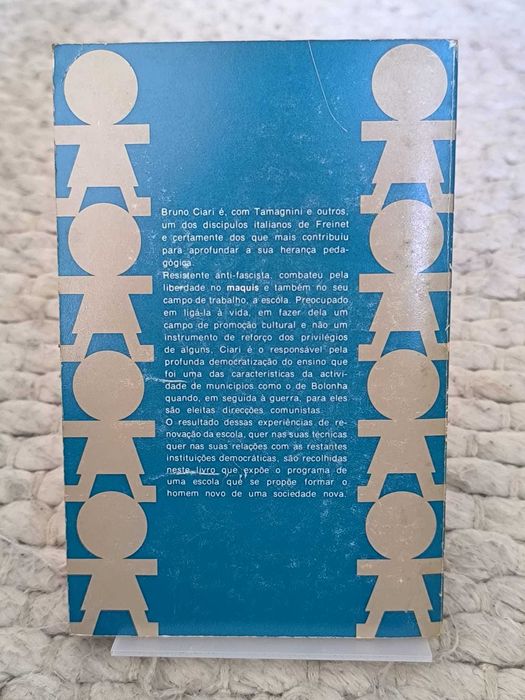 Bruno Ciari é, com Tamagnini e outros,
um dos discípulos italianos de Freinet
e certamente dos que mais contribuiu
para aprofundar a sua herança peda-
gógica.
Resistente anti-fascista, combateu pela
liberdade no maquis e também no seu
campo de trabalho, a escola. Preocupado
em ligá-la à vida, em fazer dela um
campo de promoção cultural e não um
instrumento de reforço dos privilégios
de alguns, Ciari é o responsável pela
profunda democratização do ensino que
foi uma das características da activi-
dade de municípios como o de Bolonha
quando, em seguida à guerra, para eles
são eleitas direcções comunistas.
O resultado dessas experiências de re-
novação da escola, quer nas suas técnicas
quer nas suas relações com as restantes
instituições democráticas, são recolhidas
neste livro que expõe o programa de
uma escola que se propõe formar o
homem novo de uma sociedade nova.